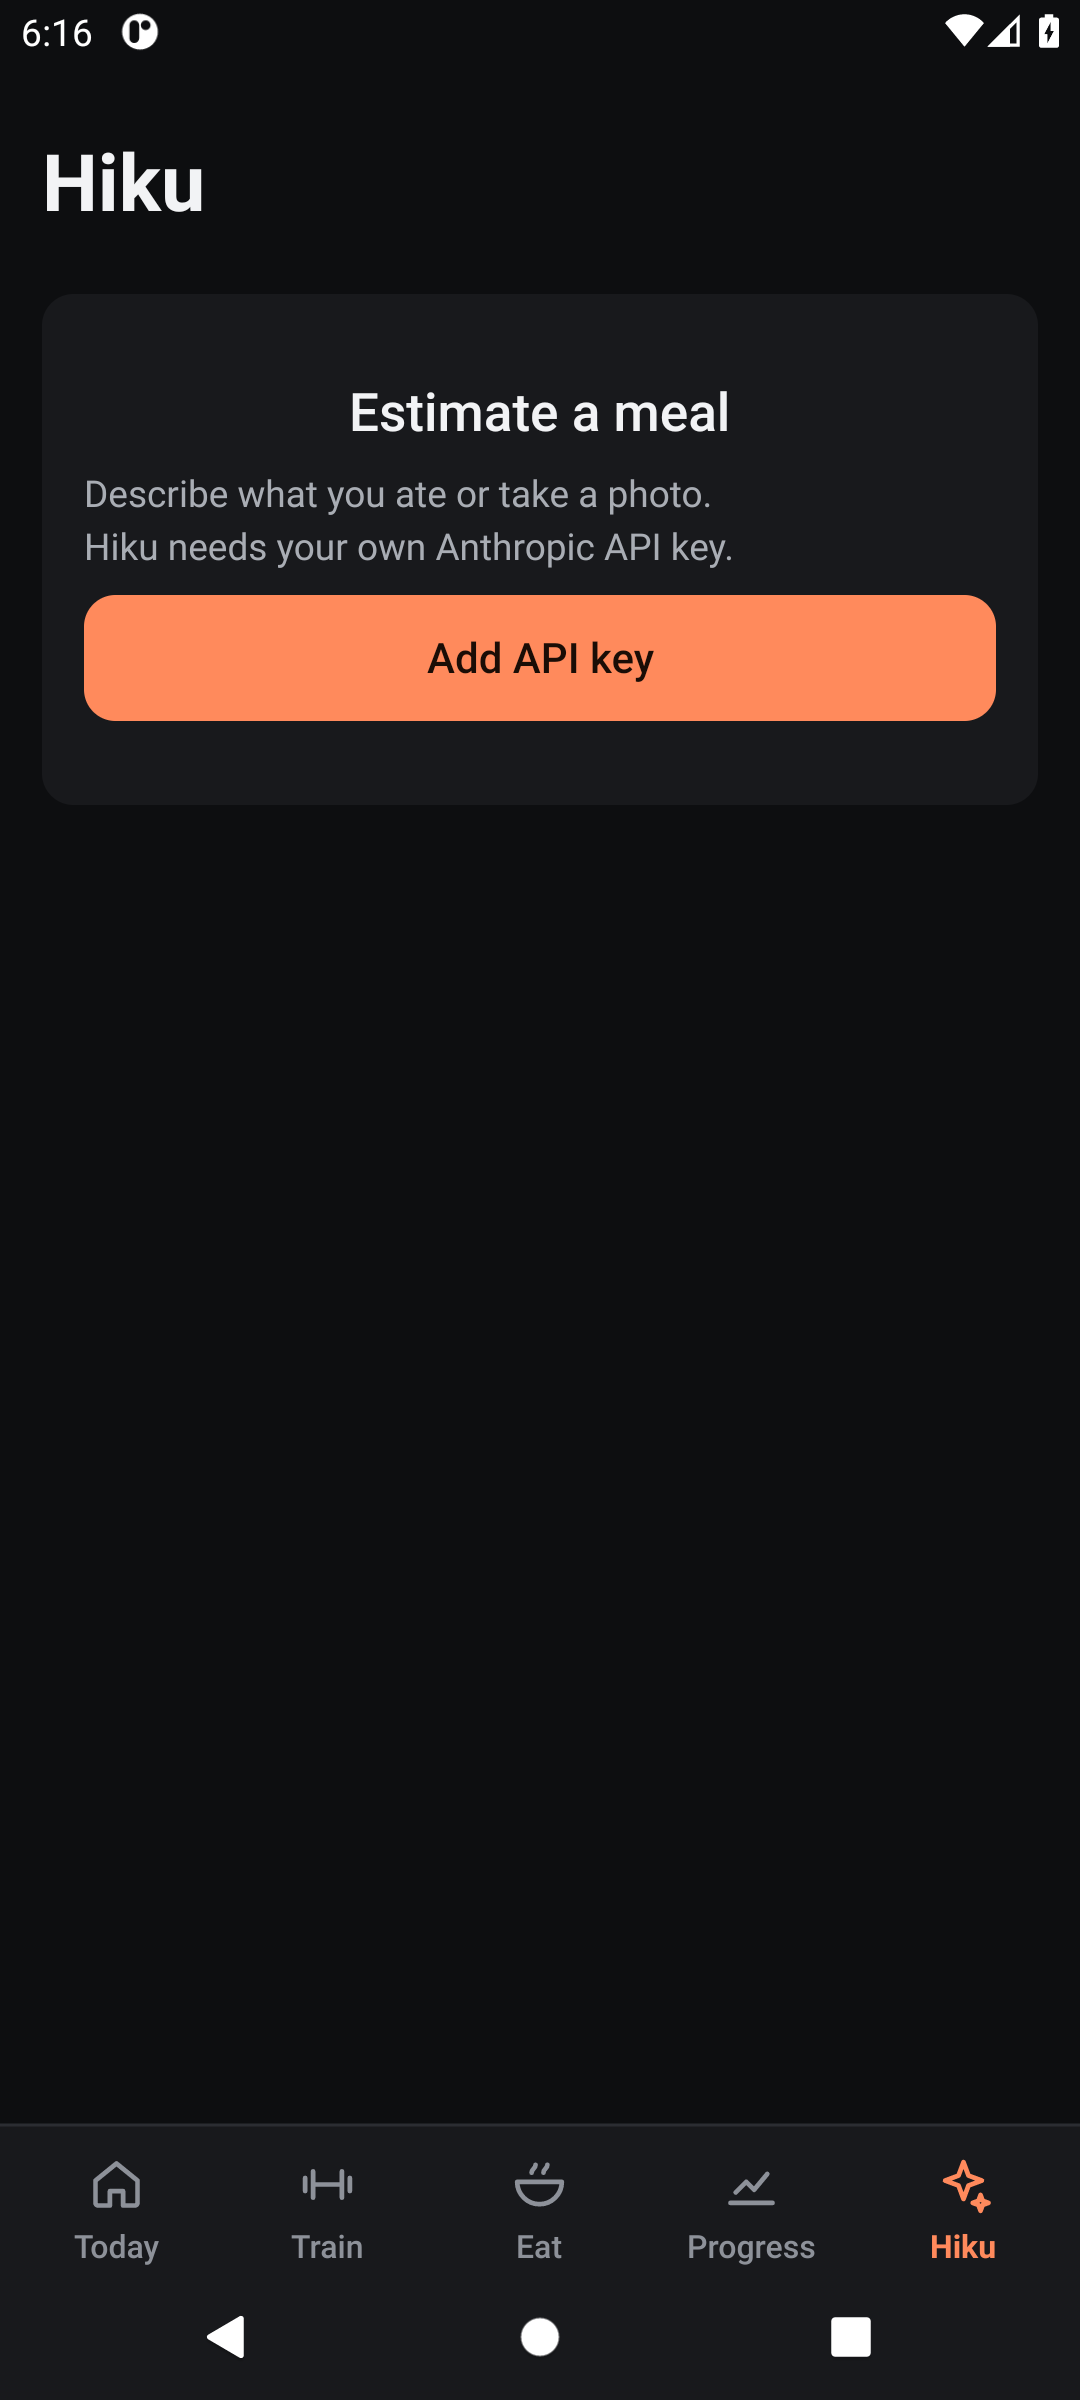 6:16
Hiku
Estimate a meal
Describe what you ate or take a photo.
Hiku needs your own Anthropic API key.
Add API key
Today
Train
Eat
Progress
Hiku